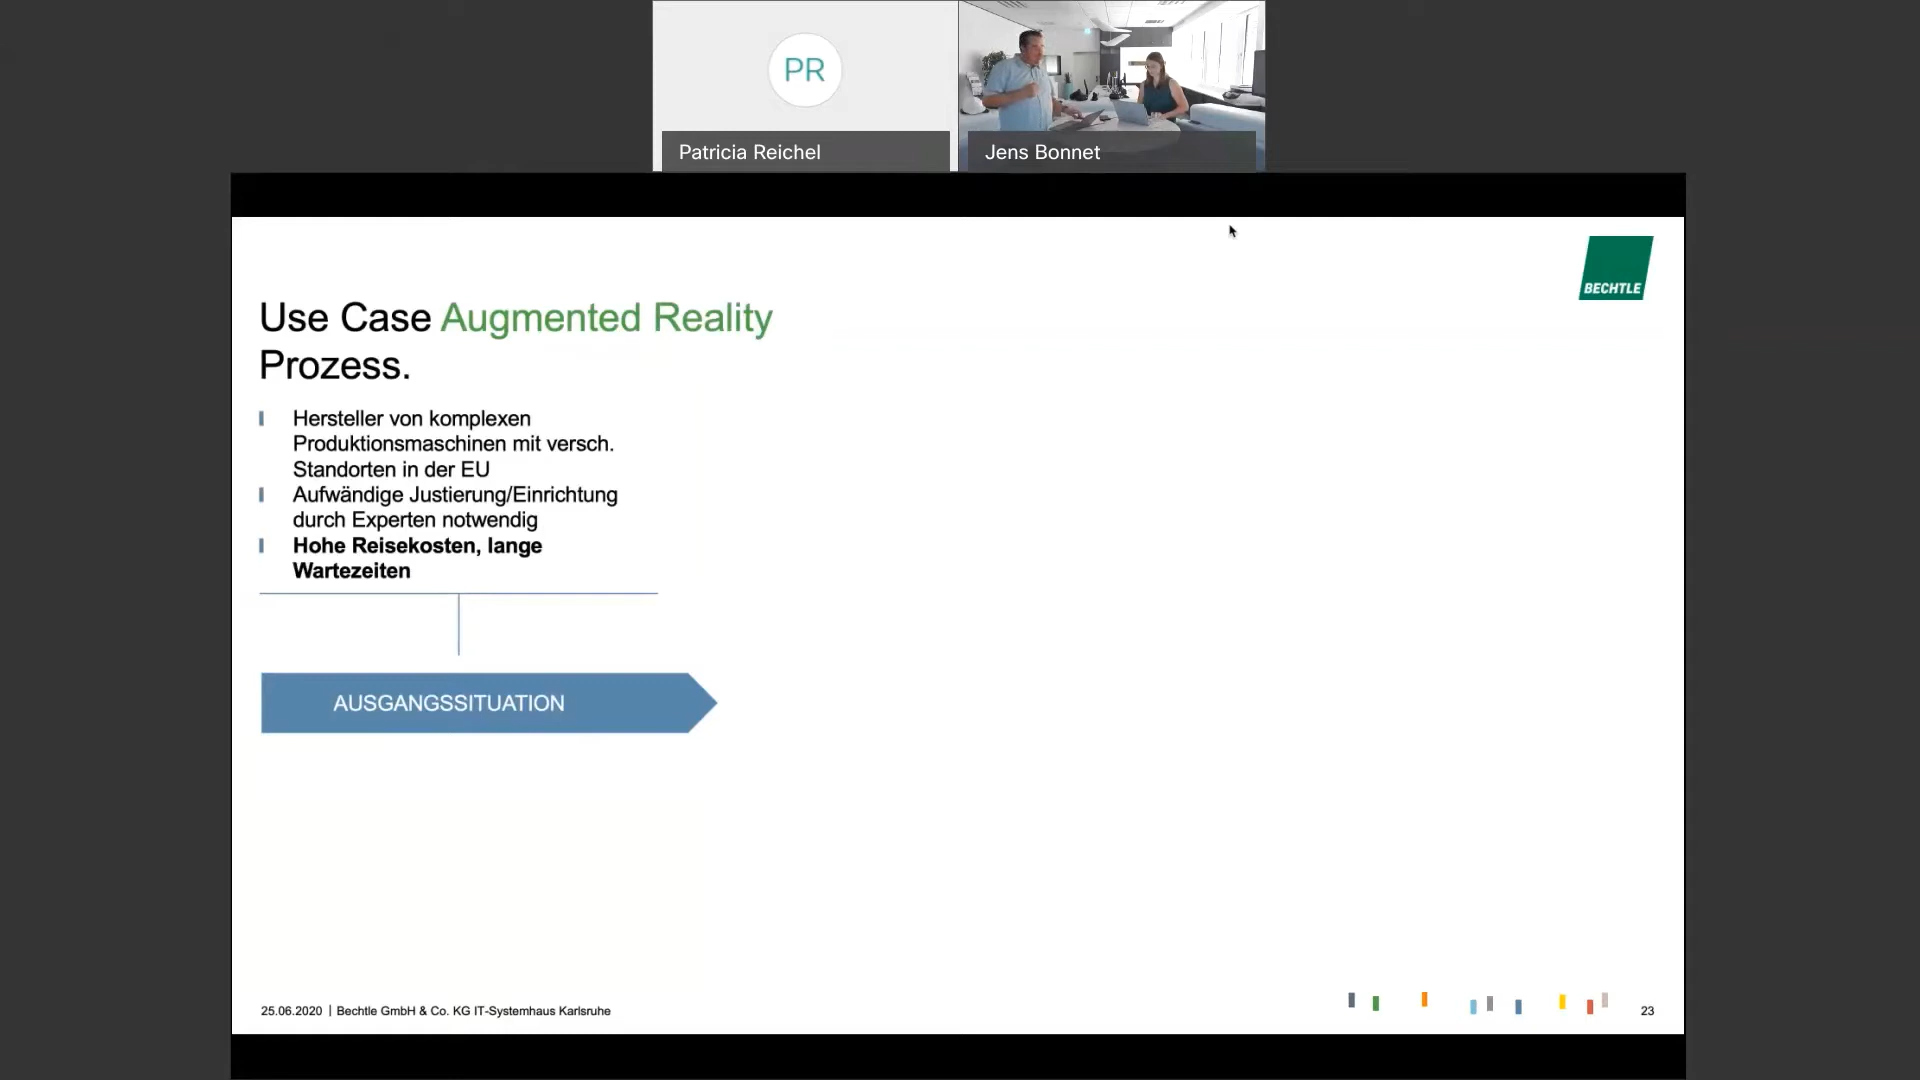 PR
Patricia Reichel
Jens Bonnet
BECHTLE
Use Case Augmented Reality
Prozess.
Hersteller von komplexen
Produktionsmaschinen mit versch.
Standorten in der EU
Aufwändige Justierung/Einrichtung
durch Experten notwendig
Hohe Reisekosten, lange
Wartezeiten
AUSGANGSSITUATION
25.06.2020 | Bechtle GmbH & Co. KG IT-Systemhaus Karlsruhe
23